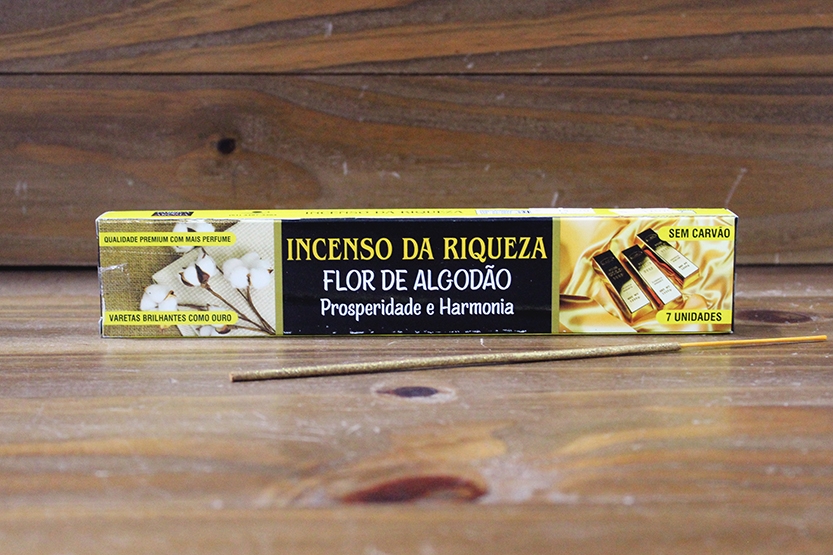 QUALIDADE PREMIUM COM MAIS PERFUME
VARETAS BRILHANTES COMO OURO
INCENSO DA RIQUEZA
FLOR DE ALGODÃO
Prosperidade e Harmonia
SEM CARVÃO
7 UNIDADES